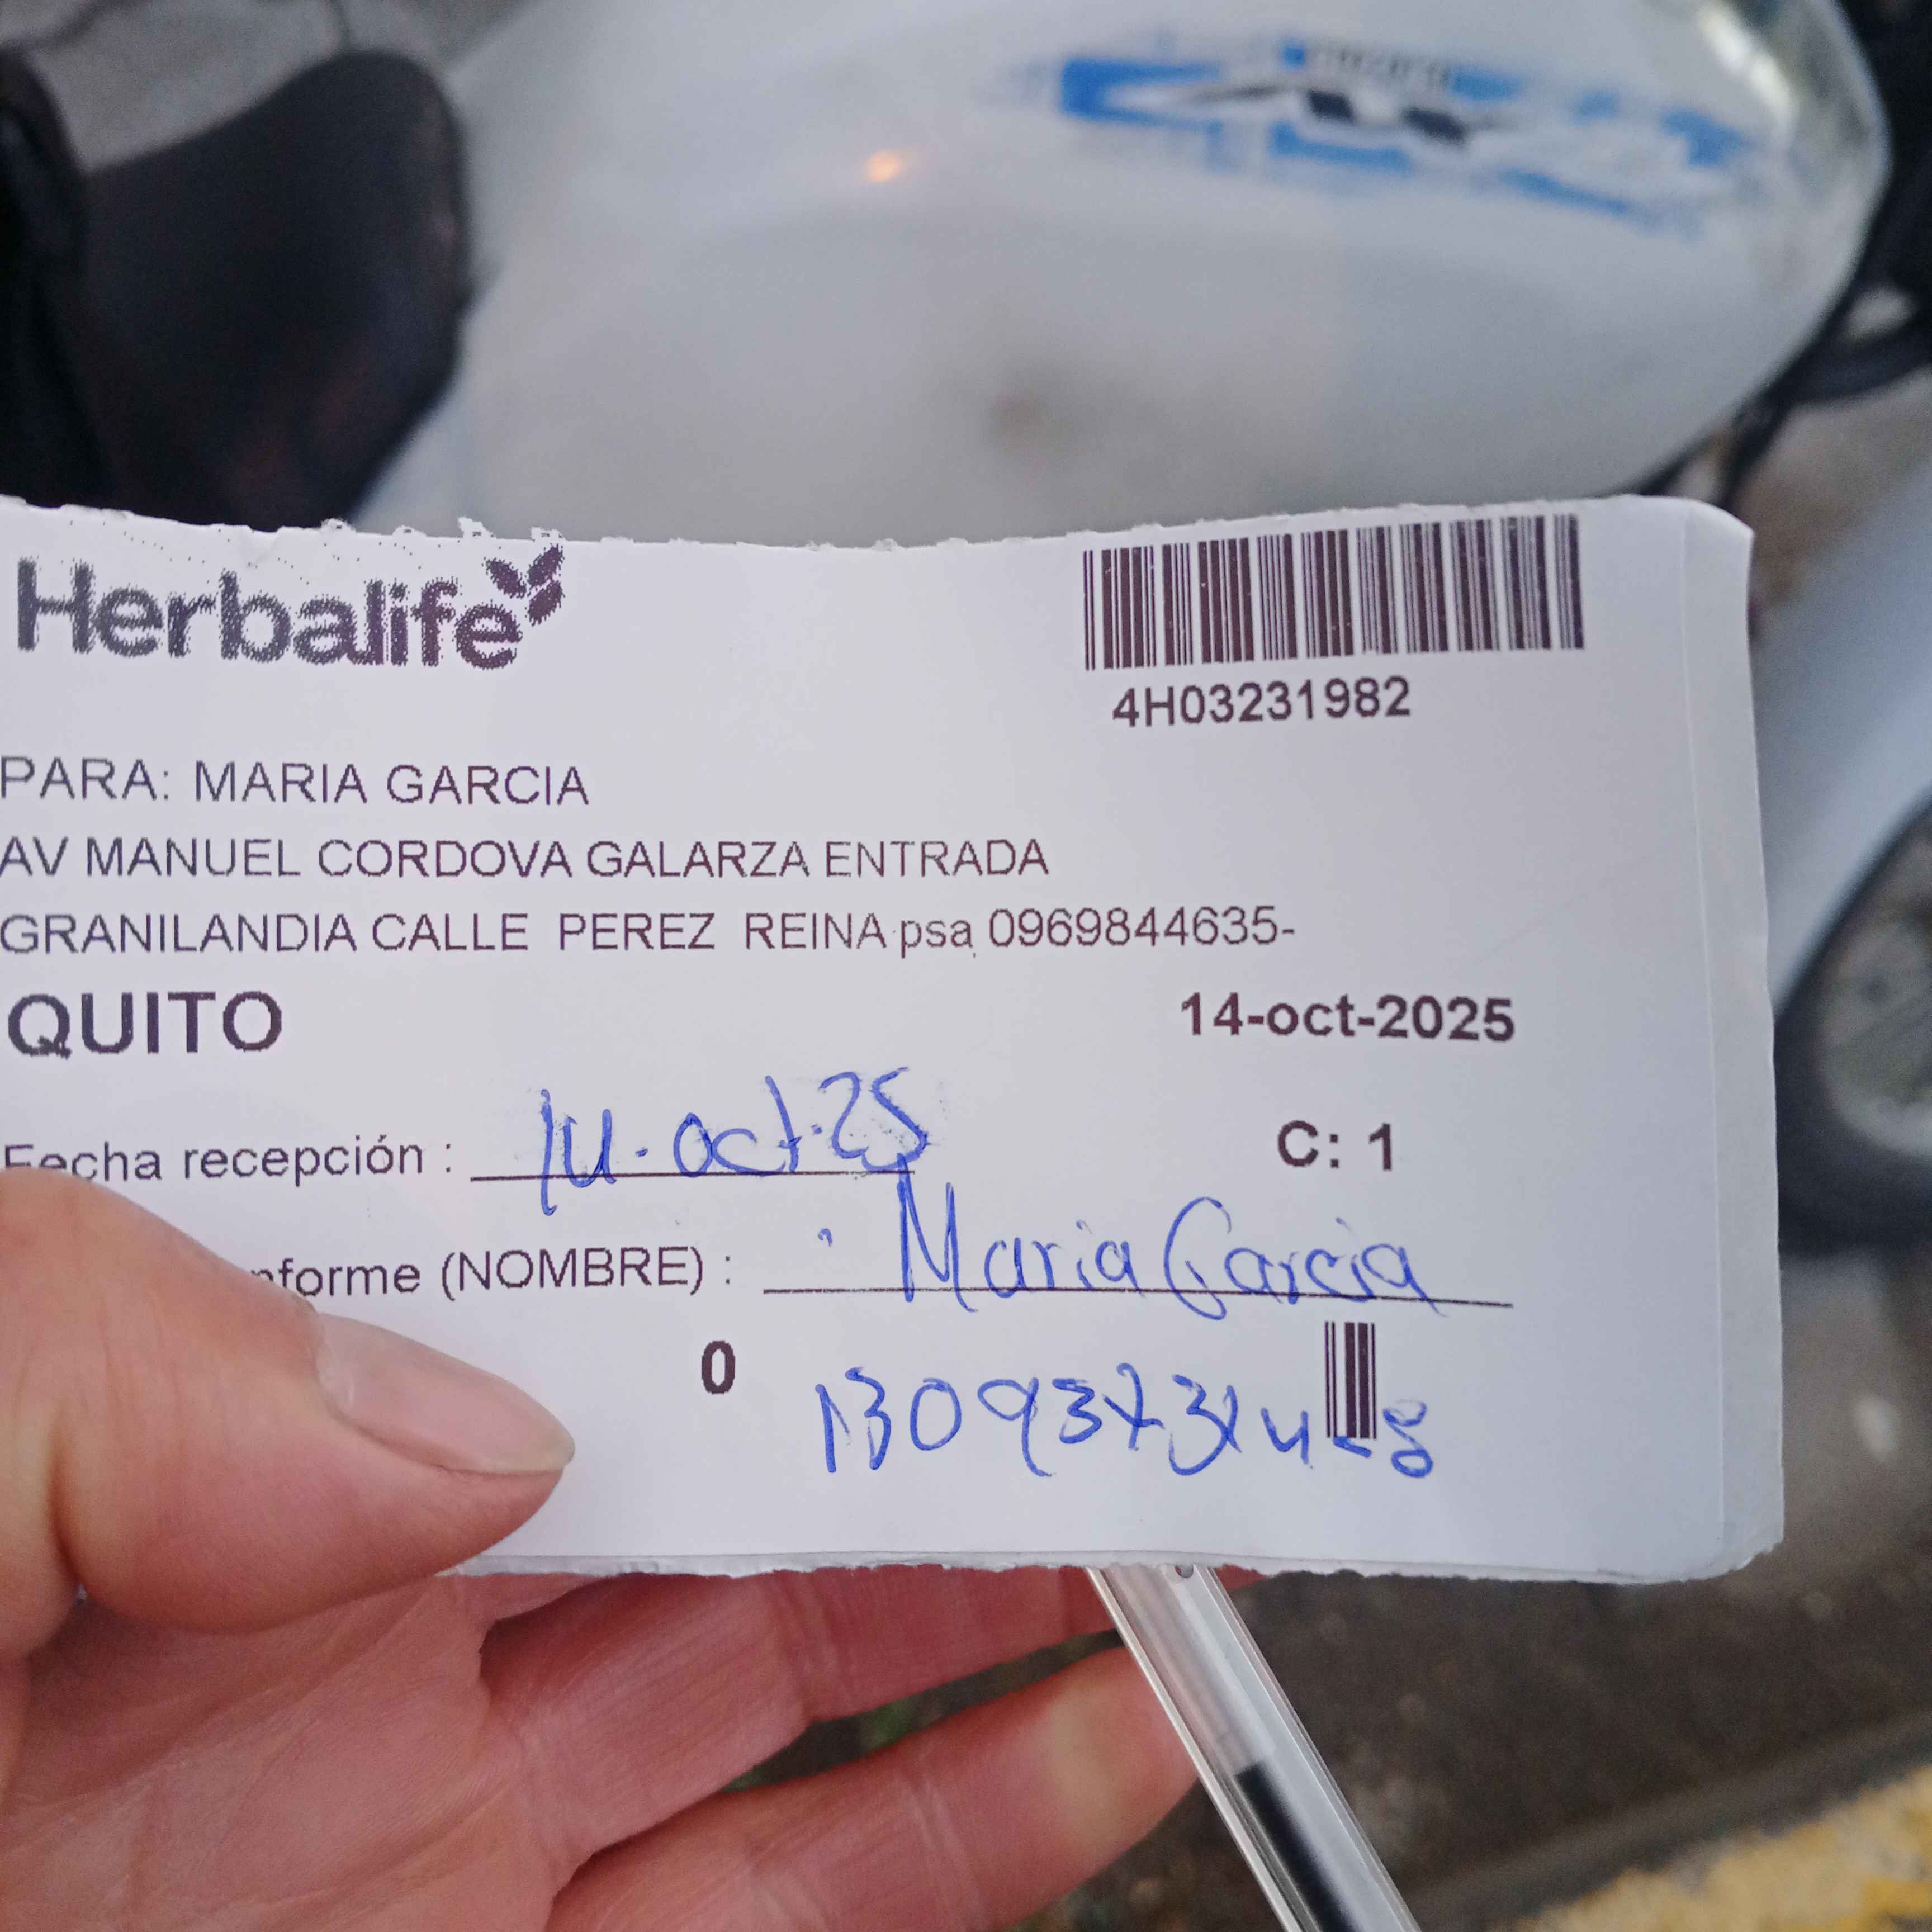 Herbalife
4H03231982
PARA: MARIA GARCIA
AV MANUEL CORDOVA GALARZA ENTRADA
GRANILANDIA CALLE PEREZ REINA psa 0969844635-
QUITO
14-oct-2025
Fecha recepción : 14-oct-25
C: 1
nforme (NOMBRE) : Maria Garcia
0